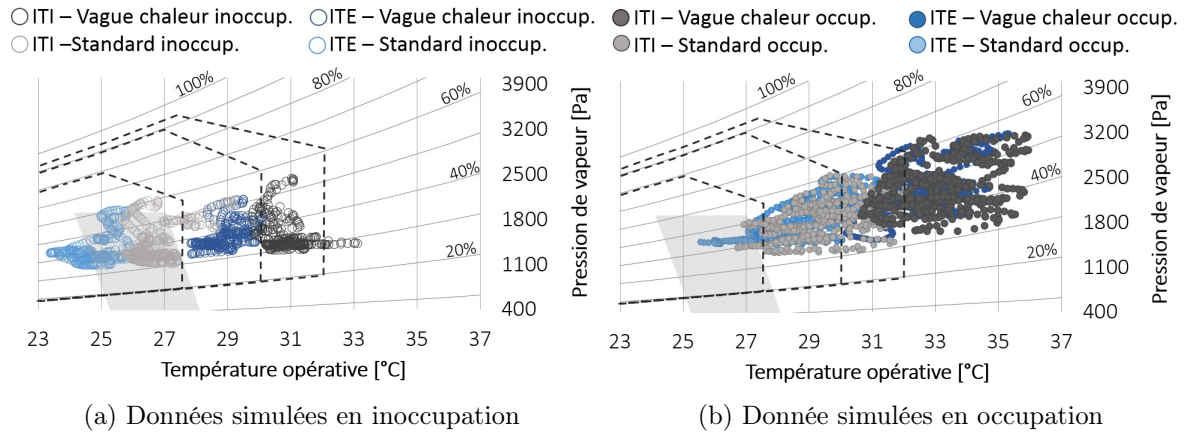 ITI – Vague chaleur inoccup. ITE – Vague chaleur inoccup.
ITI –Standard inoccup. ITE – Standard inoccup.
100%
80%
60%
40%
20%
3900
3200
2500
1800
1100
400
Pression de vapeur [Pa]
23 25 27 29 31 33 35 37
Température opérative [°C]
(a) Données simulées en inoccupation
ITI – Vague chaleur occup. ITE – Vague chaleur occup.
ITI – Standard occup. ITE – Standard occup.
100%
80%
60%
40%
20%
3900
3200
2500
1800
1100
400
Pression de vapeur [Pa]
23 25 27 29 31 33 35 37
Température opérative [°C]
(b) Donnée simulées en occupation